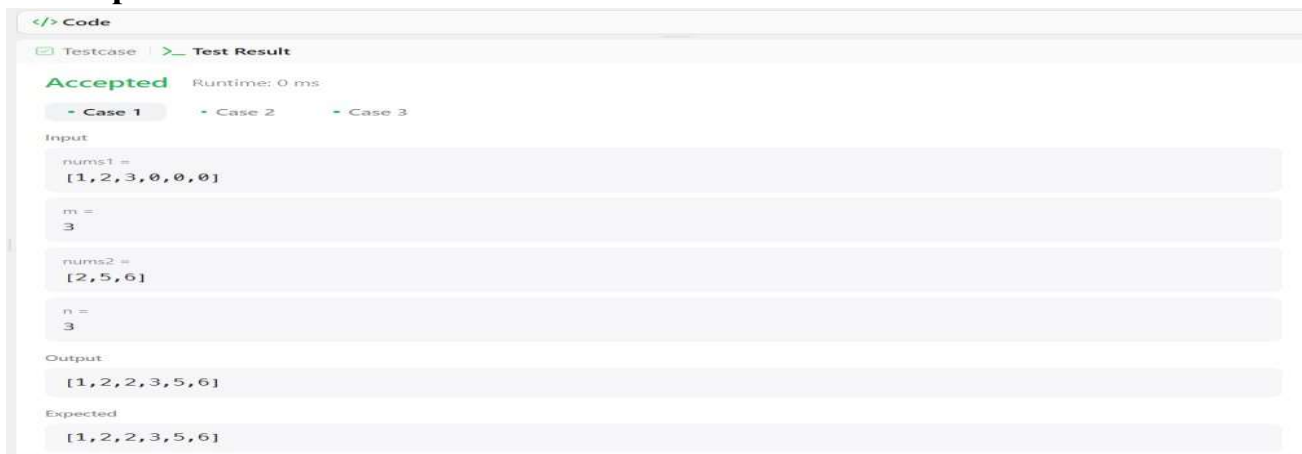 </> Code
Testcase | >_ Test Result
Accepted Runtime: 0 ms
• Case 1 • Case 2 • Case 3
Input
nums1 =
[1,2,3,0,0,0]
m =
3
nums2 =
[2,5,6]
n =
3
Output
[1,2,2,3,5,6]
Expected
[1,2,2,3,5,6]